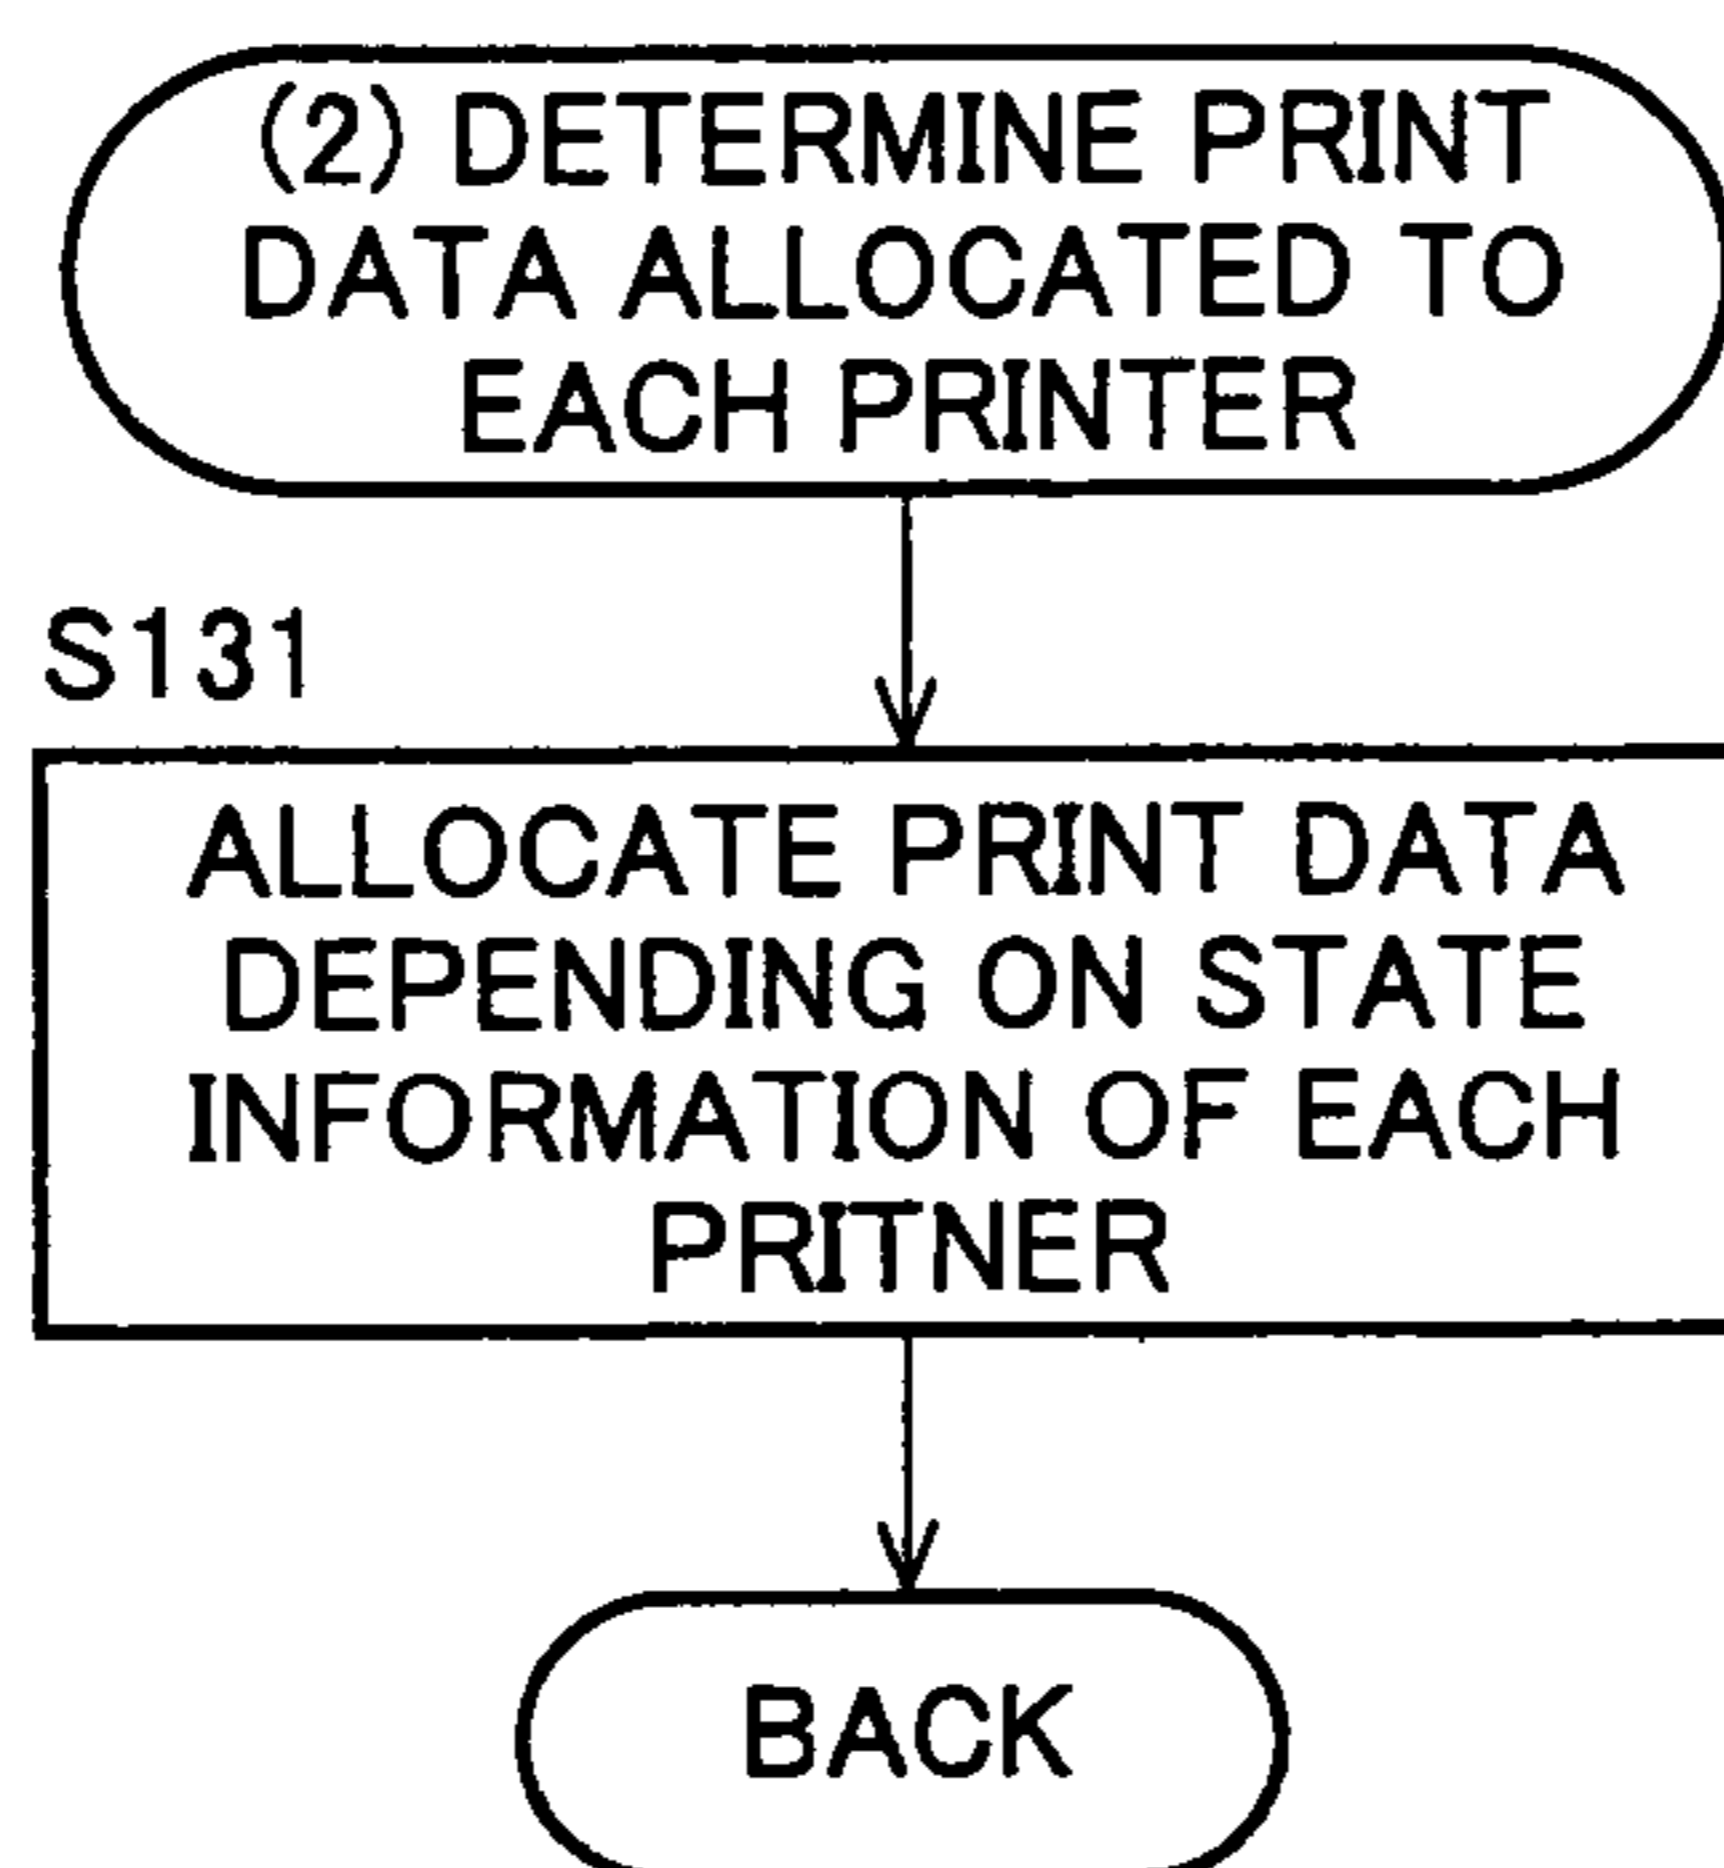 (2) DETERMINE PRINT
DATA ALLOCATED TO
EACH PRINTER
S131
ALLOCATE PRINT DATA
DEPENDING ON STATE
INFORMATION OF EACH
PRITNER
BACK